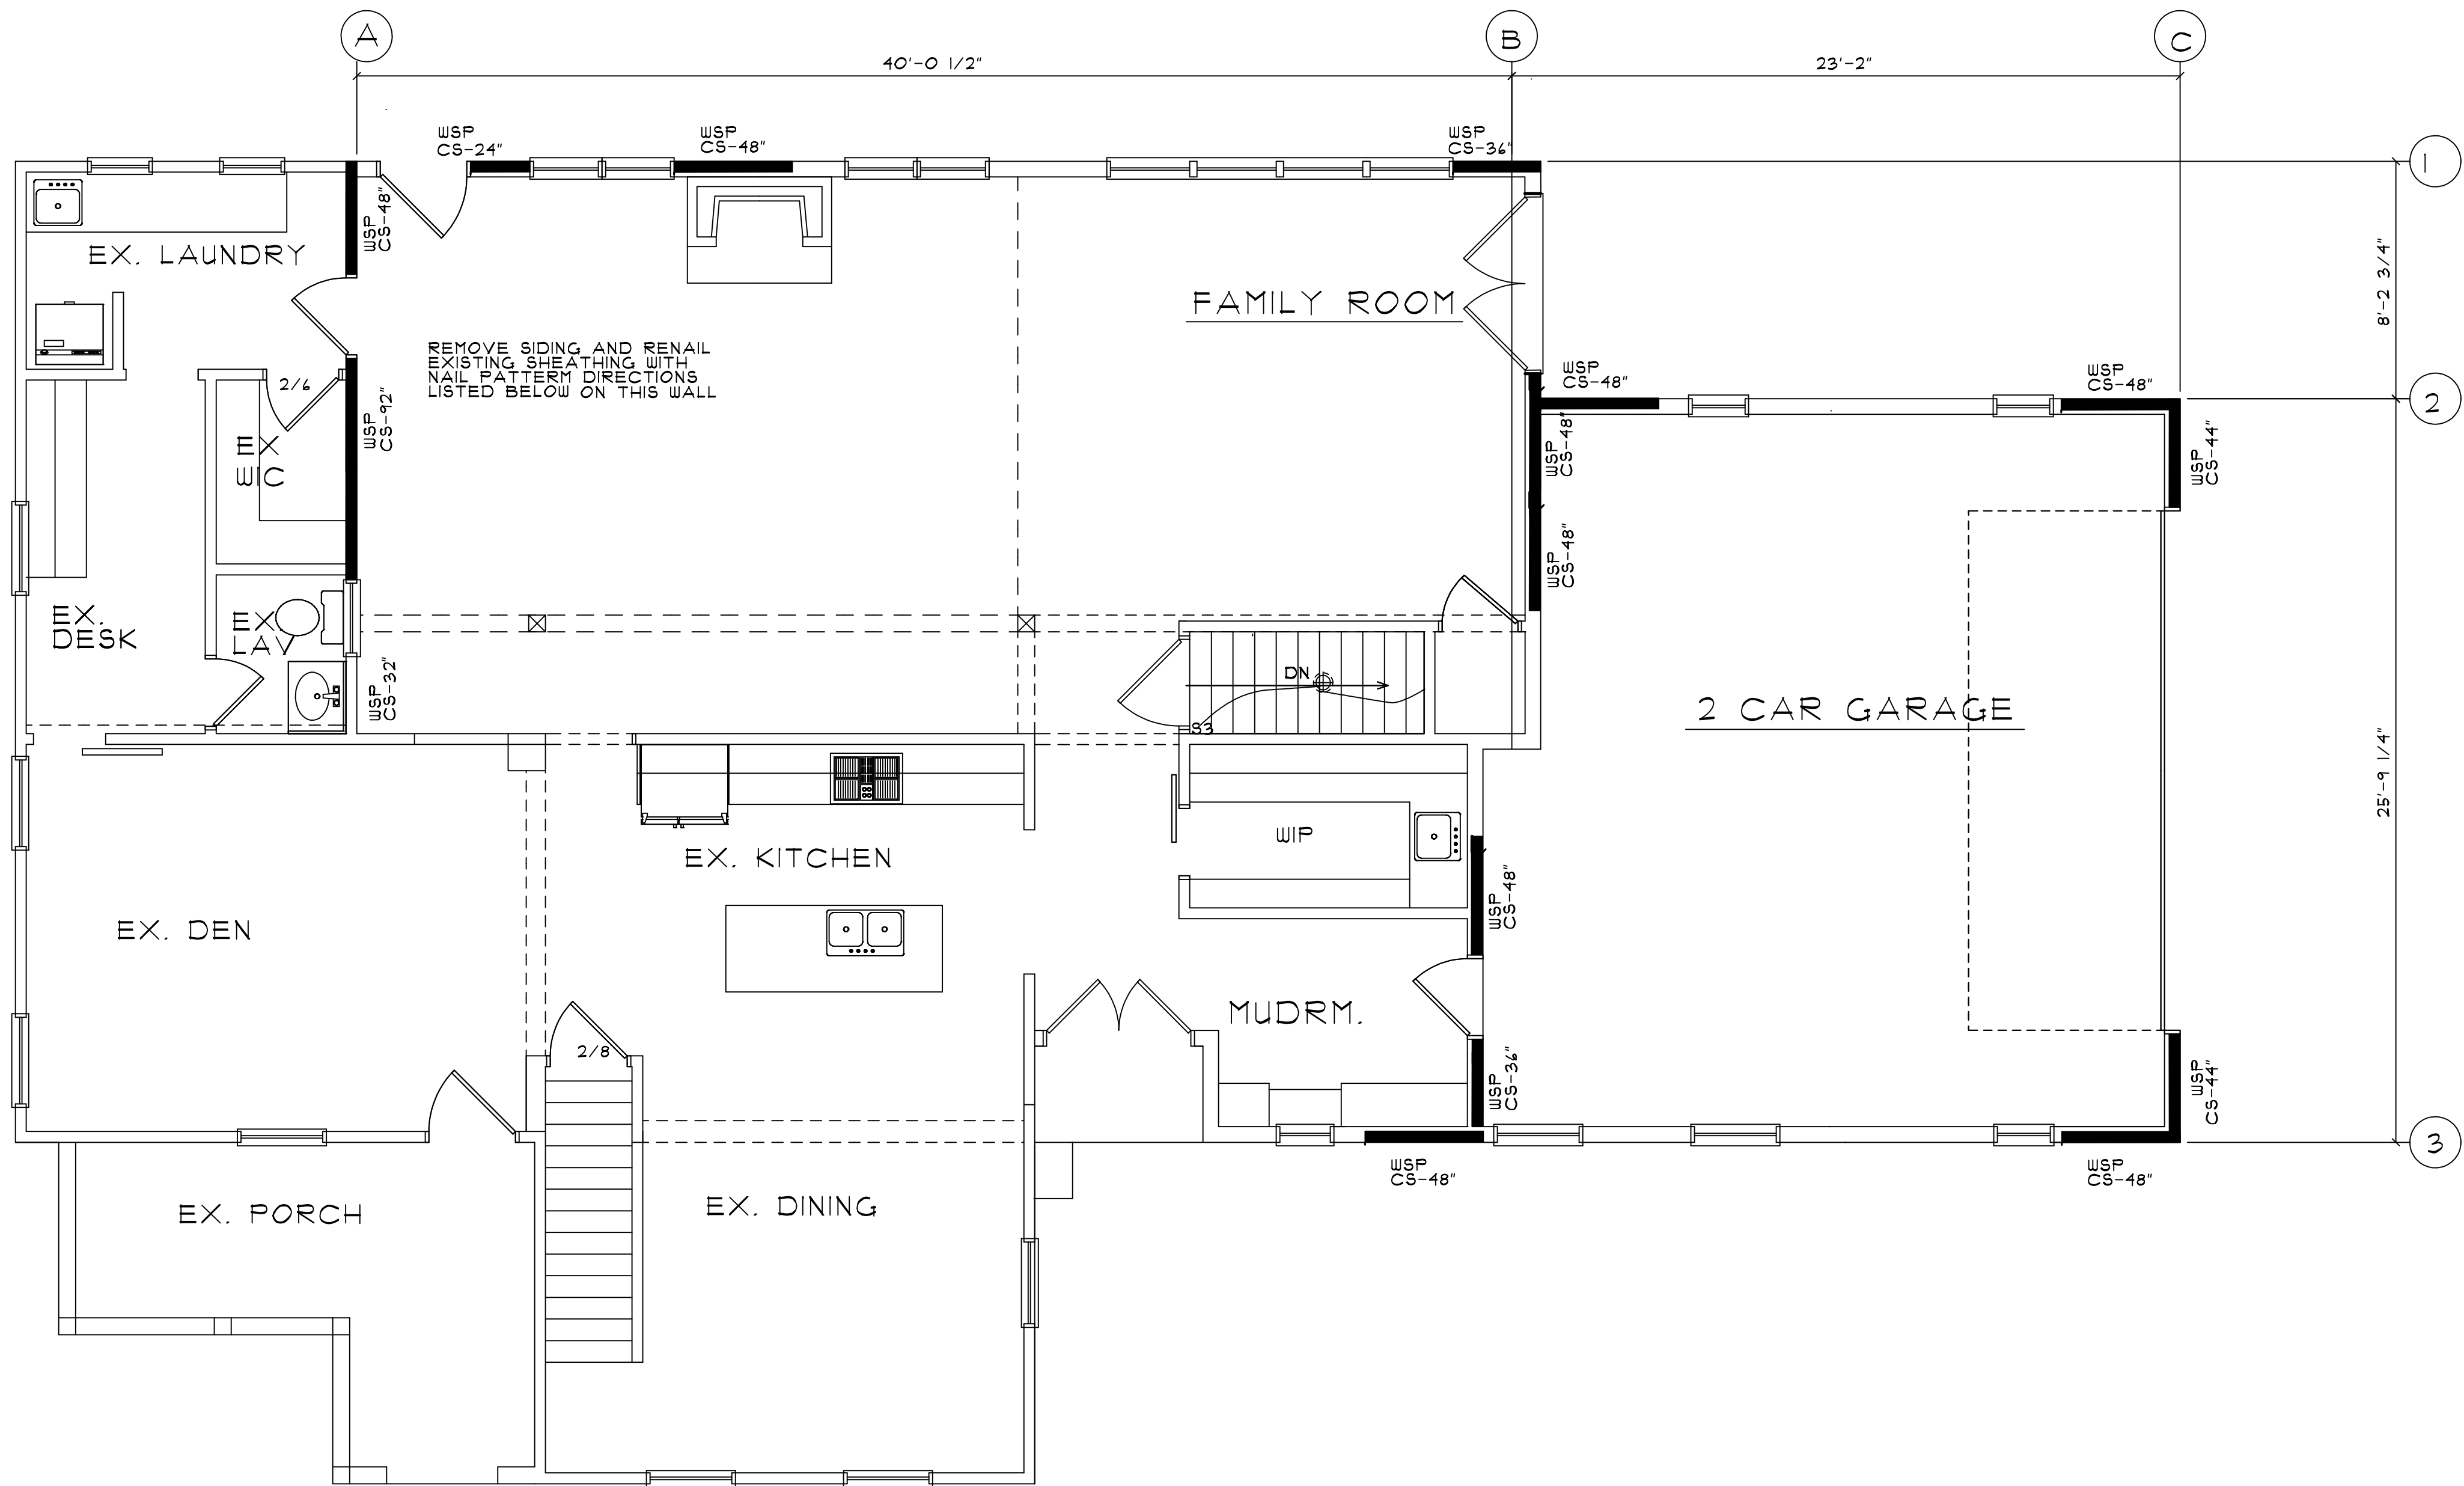 A
B
C
40'-0 1/2"
23'-2"
WSP
CS-24"
WSP
CS-48"
WSP
CS-36"
1
WSP
CS-48"
EX. LAUNDRY
FAMILY ROOM
8'-2 3/4"
REMOVE SIDING AND RENAIL
EXISTING SHEATHING WITH
NAIL PATTERM DIRECTIONS
LISTED BELOW ON THIS WALL
2/6
WSP
CS-92"
WSP
CS-48"
WSP
CS-48"
2
EX
WIC
WSP
CS-48"
WSP
CS-44"
WSP
CS-48"
EX.
DESK
EX.
LAV
WSP
CS-32"
DN
S3
2 CAR GARAGE
25'-9 1/4"
WIP
EX. KITCHEN
WSP
CS-48"
EX. DEN
MUDRM.
2/8
WSP
CS-36"
WSP
CS-44"
3
WSP
CS-48"
WSP
CS-48"
EX. PORCH
EX. DINING